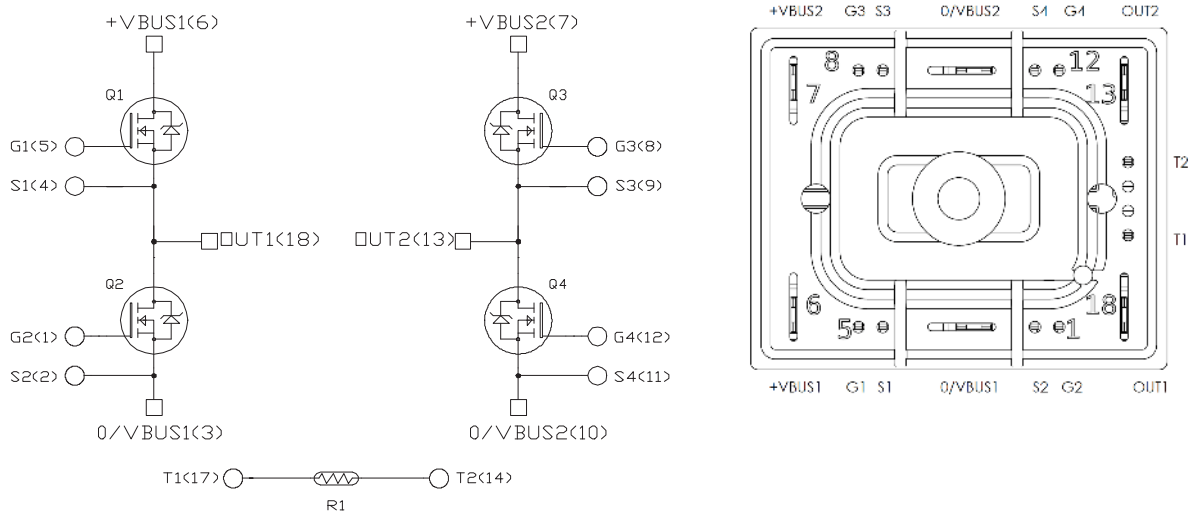 +VBUS1(6)
+VBUS2(7)
Q1
Q3
G1(5)
G3(8)
S1(4)
S3(9)
OUT1(18)
OUT2(13)
Q2
Q4
G2(1)
G4(12)
S2(2)
S4(11)
0/VBUS1(3)
0/VBUS2(10)
T1(17)
T2(14)
R1
+VBUS2 G3 S3 0/VBUS2 S4 G4 OUT2
8 12
7 13
T2
T1
6 18
5 1
+VBUS1 G1 S1 0/VBUS1 S2 G2 OUT1